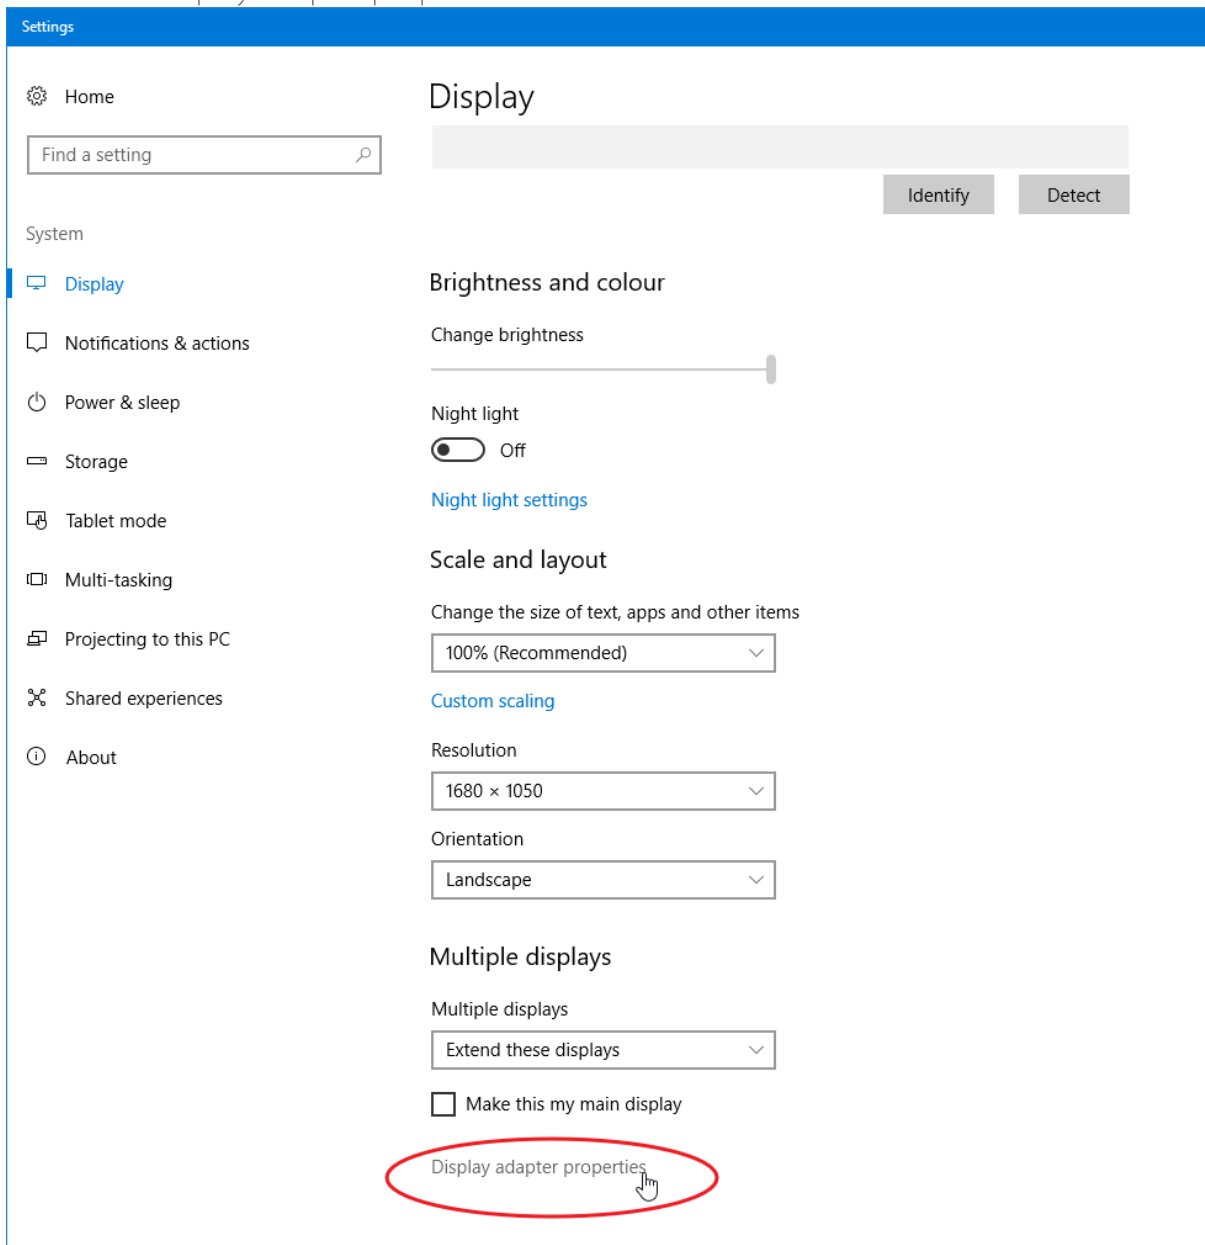 Settings
Home
Find a setting
System
Display
Notifications & actions
Power & sleep
Storage
Tablet mode
Multi-tasking
Projecting to this PC
Shared experiences
About
Display
Identify
Detect
Brightness and colour
Change brightness
Night light
Off
Night light settings
Scale and layout
Change the size of text, apps and other items
100% (Recommended)
Custom scaling
Resolution
1680 × 1050
Orientation
Landscape
Multiple displays
Multiple displays
Extend these displays
Make this my main display
Display adapter properties